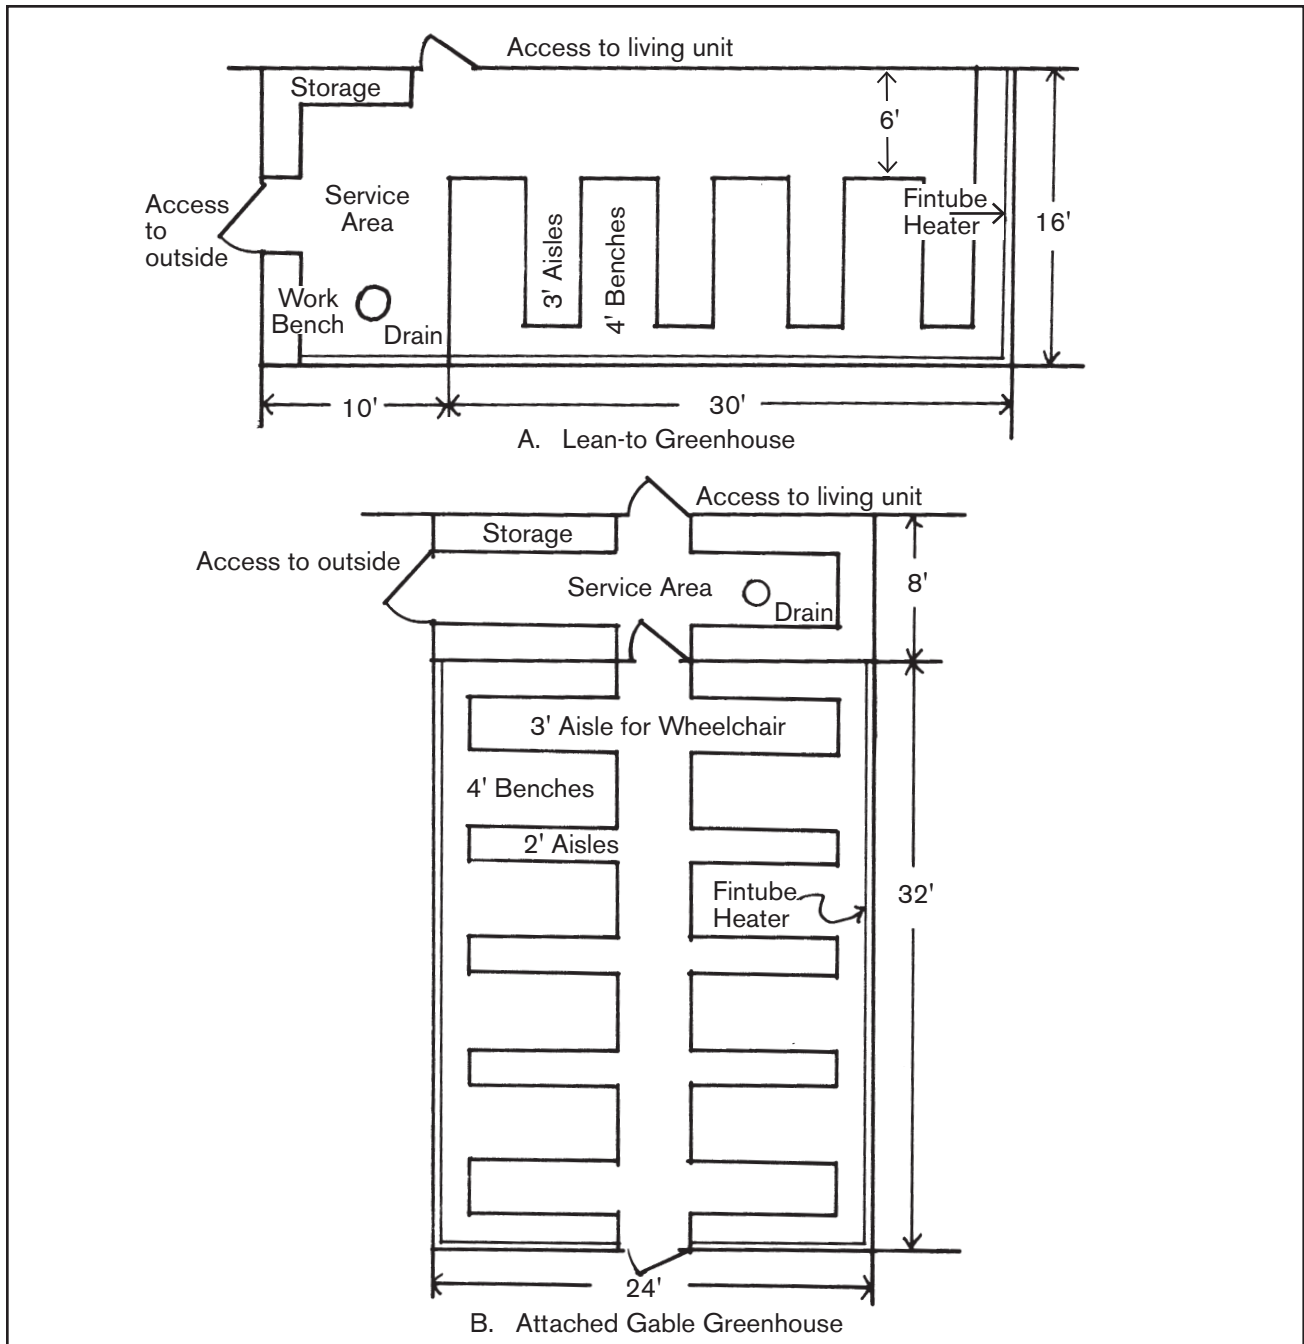 Access to living unit
Storage
6'
Access
to
outside
Service
Area
3' Aisles
4' Benches
Fintube
Heater
16'
Work
Bench
Drain
10'
30'
A. Lean-to Greenhouse
Access to living unit
Storage
Access to outside
Service Area
8'
Drain
3' Aisle for Wheelchair
4' Benches
2' Aisles
Fintube
Heater
32'
24'
B. Attached Gable Greenhouse